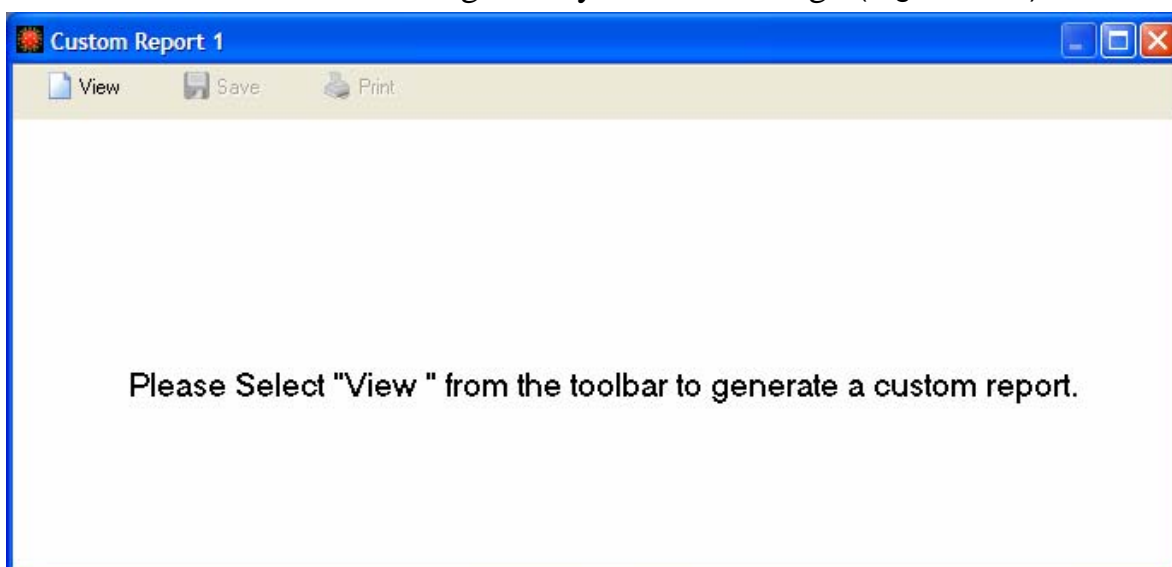 Custom Report 1
View Save Print
Please Select "View " from the toolbar to generate a custom report.